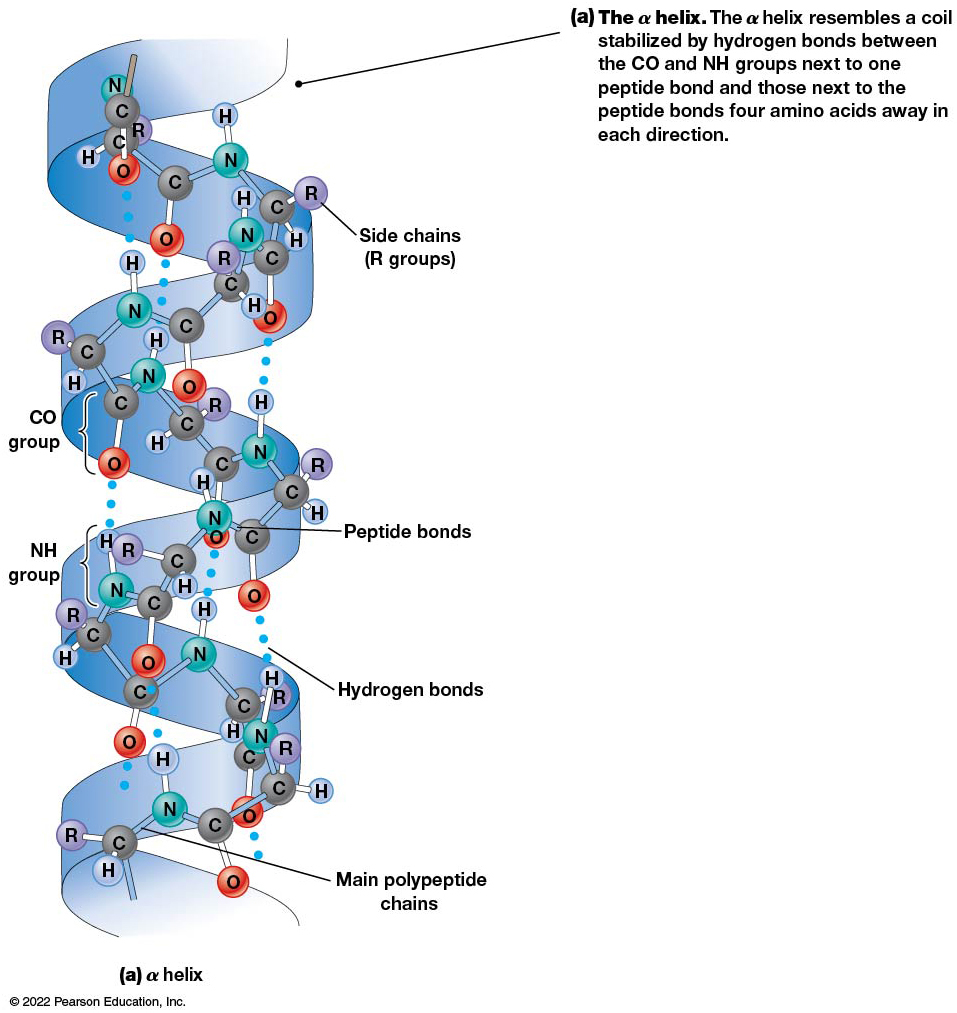 (a) The α helix. The α helix resembles a coil
stabilized by hydrogen bonds between
the CO and NH groups next to one
peptide bond and those next to the
peptide bonds four amino acids away in
each direction.
N
C
R
C
H
O
H
N
C
R
H
C
N
H
O
R
C
Side chains
(R groups)
H
C
H
O
N
C
R
C
H
H
N
O
C
R
H
C
CO
group
H
N
O
C
R
C
H
H
N
O
C
Peptide bonds
H
R
C
NH
group
N
H
C
O
H
R
C
H
N
O
C
H
R
C
Hydrogen bonds
O
H
N
R
C
H
C
H
N
O
C
R
C
H
O
Main polypeptide
chains
(a) α helix
© 2022 Pearson Education, Inc.